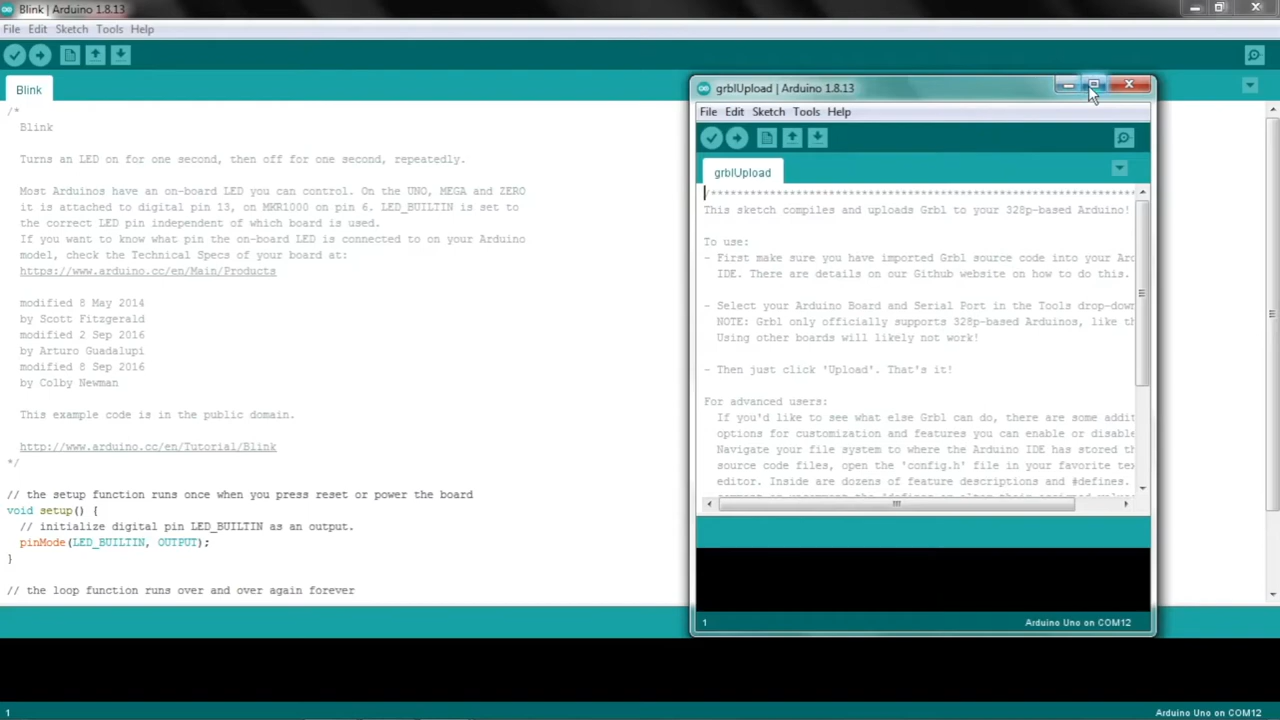 Blink | Arduino 1.8.13
File Edit Sketch Tools Help
Blink
/*
Blink
Turns an LED on for one second, then off for one second, repeatedly.
Most Arduinos have an on-board LED you can control. On the UNO, MEGA and ZERO
it is attached to digital pin 13, on MKR1000 on pin 6. LED_BUILTIN is set to
the correct LED pin independent of which board is used.
If you want to know what pin the on-board LED is connected to on your Arduino
model, check the Technical Specs of your board at:
https://www.arduino.cc/en/Main/Products
modified 8 May 2014
by Scott Fitzgerald
modified 2 Sep 2016
by Arturo Guadalupi
modified 8 Sep 2016
by Colby Newman
This example code is in the public domain.
http://www.arduino.cc/en/Tutorial/Blink
*/
// the setup function runs once when you press reset or power the board
void setup() {
// initialize digital pin LED_BUILTIN as an output.
pinMode(LED_BUILTIN, OUTPUT);
}
// the loop function runs over and over again forever
1
Arduino Uno on COM12
grblUpload | Arduino 1.8.13
File Edit Sketch Tools Help
grblUpload
/******************************************************************
This sketch compiles and uploads Grbl to your 328p-based Arduino!
To use:
- First make sure you have imported Grbl source code into your Arc
IDE. There are details on our Github website on how to do this.
- Select your Arduino Board and Serial Port in the Tools drop-down
NOTE: Grbl only officially supports 328p-based Arduinos, like th
Using other boards will likely not work!
- Then just click 'Upload'. That's it!
For advanced users:
If you'd like to see what else Grbl can do, there are some addit
options for customization and features you can enable or disable
Navigate your file system to where the Arduino IDE has stored th
source code files, open the 'config.h' file in your favorite tex
editor. Inside are dozens of feature descriptions and #defines.
1
Arduino Uno on COM12